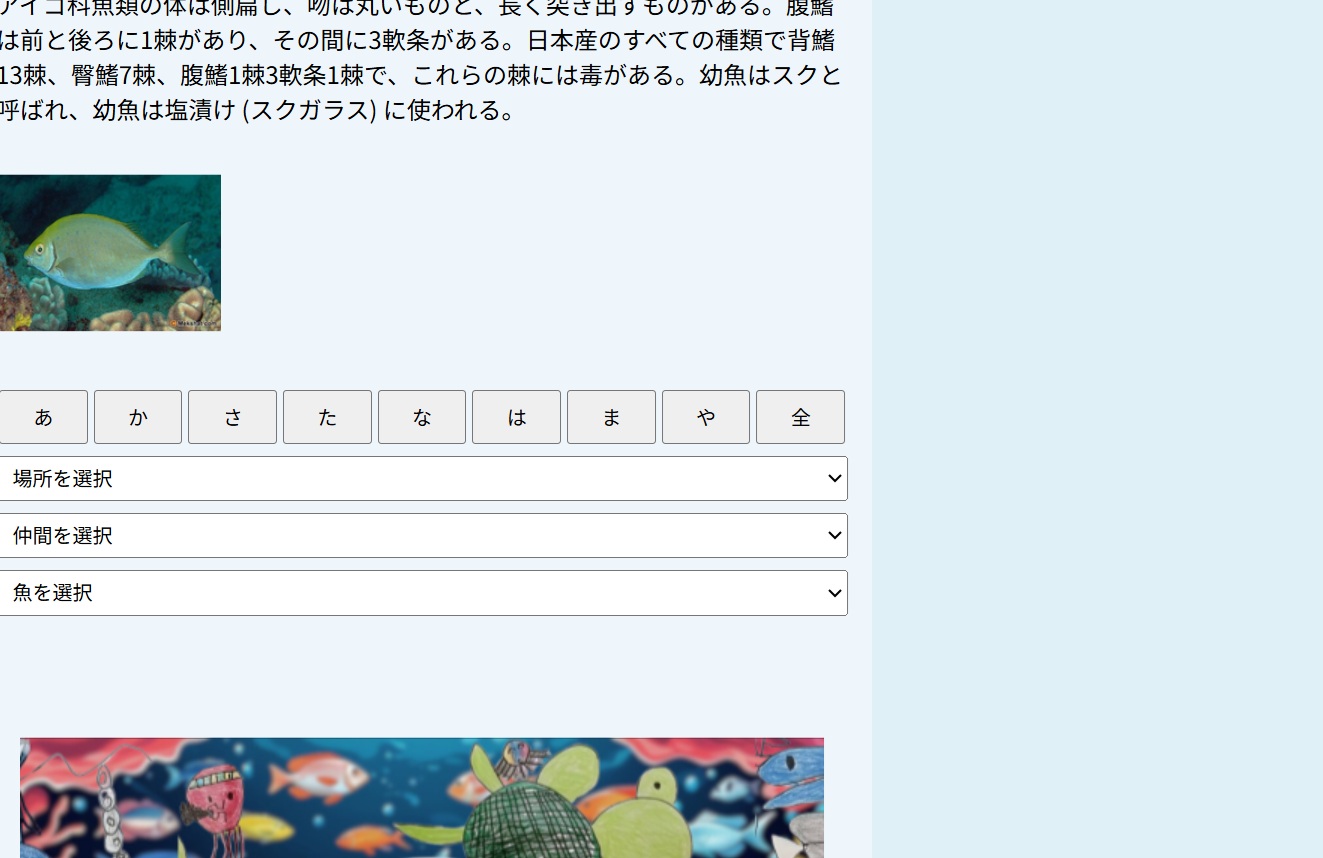 アイゴ科魚類の体は側扁し、吻は丸いものと、長く突き出すものがある。腹鰭
は前と後ろに1棘があり、その間に3軟条がある。日本産のすべての種類で背鰭
13棘、臀鰭7棘、腹鰭1棘3軟条1棘で、これらの棘には毒がある。幼魚はスクと
呼ばれ、幼魚は塩漬け (スクガラス) に使われる。
あ か さ た な は ま や 全
場所を選択
仲間を選択
魚を選択